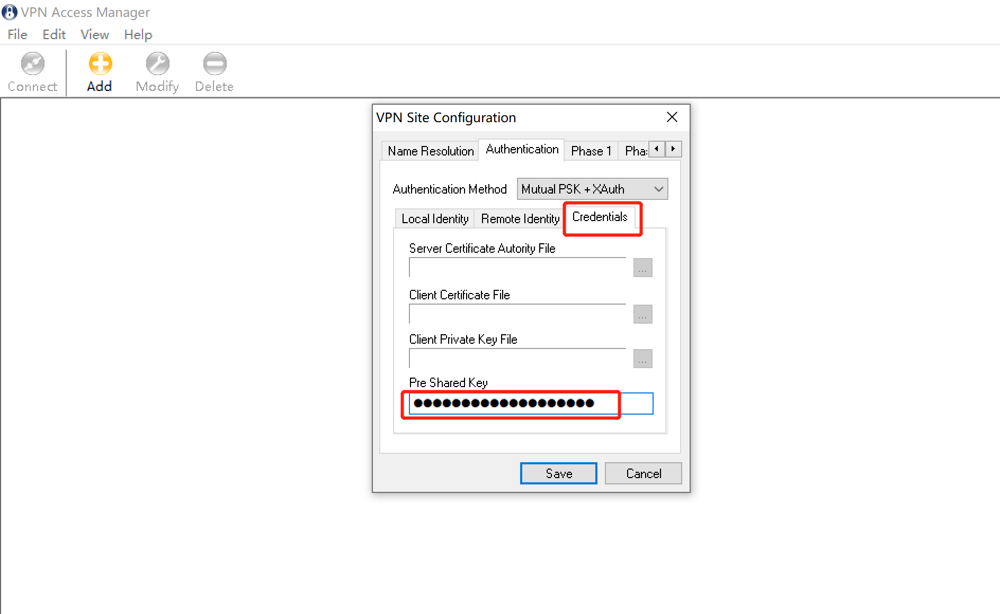 VPN Access Manager
File Edit View Help
Connect Add Modify Delete
VPN Site Configuration
Name Resolution Authentication Phase 1 Pha:
Authentication Method Mutual PSK + XAuth
Local Identity Remote Identity Credentials
Server Certificate Autority File
...
Client Certificate File
...
Client Private Key File
...
Pre Shared Key
●●●●●●●●●●●●●●●●●●●
Save Cancel